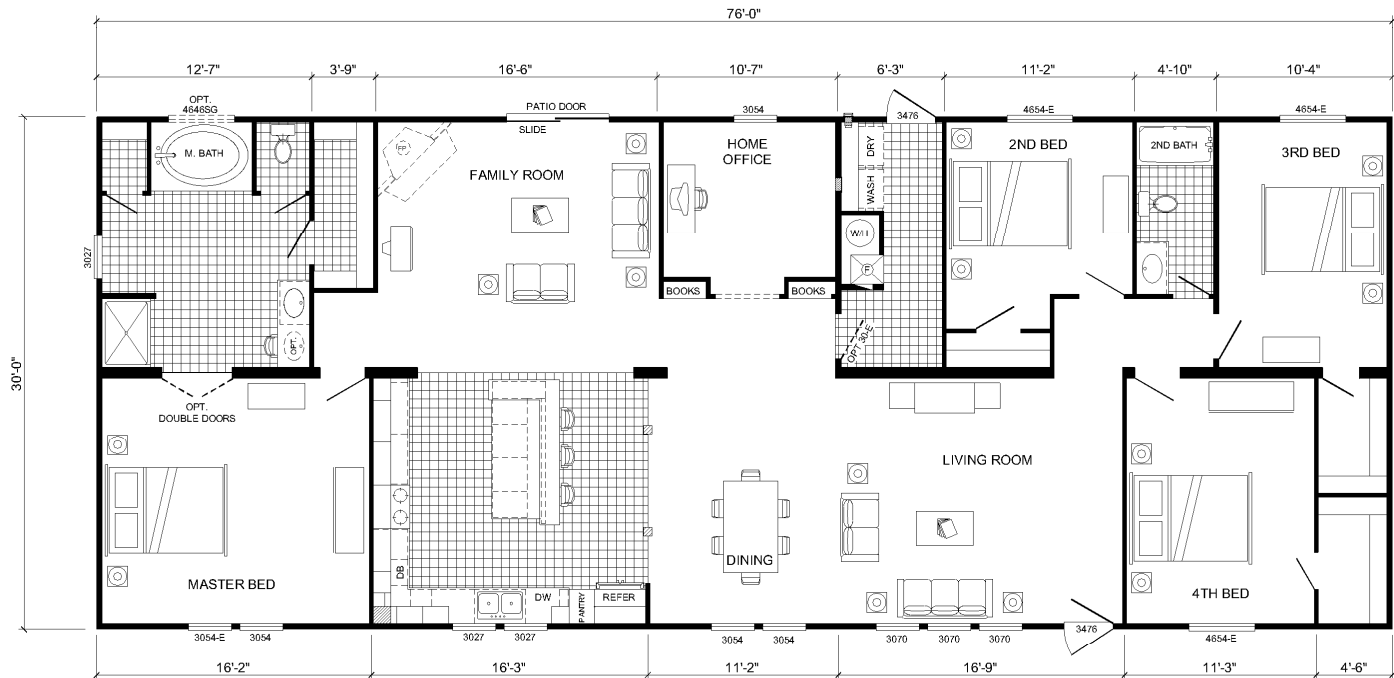 76'-0"
12'-7"
3'-9"
16'-6"
10'-7"
6'-3"
11'-2"
4'-10"
10'-4"
OPT.
4646SG
PATIO DOOR
SLIDE
3054
3476
4654-E
4654-E
M. BATH
FP
FAMILY ROOM
HOME
OFFICE
DRY
WASH
2ND BED
2ND BATH
3RD BED
W/H
F
3027
BOOKS
BOOKS
OPT 30-E
OPT.
30'-0"
OPT.
DOUBLE DOORS
LIVING ROOM
DINING
MASTER BED
DB
DW
PANTRY
REFER
4TH BED
3054-E
3054
3027
3027
3054
3054
3070
3070
3070
3476
4654-E
16'-2"
16'-3"
11'-2"
16'-9"
11'-3"
4'-6"